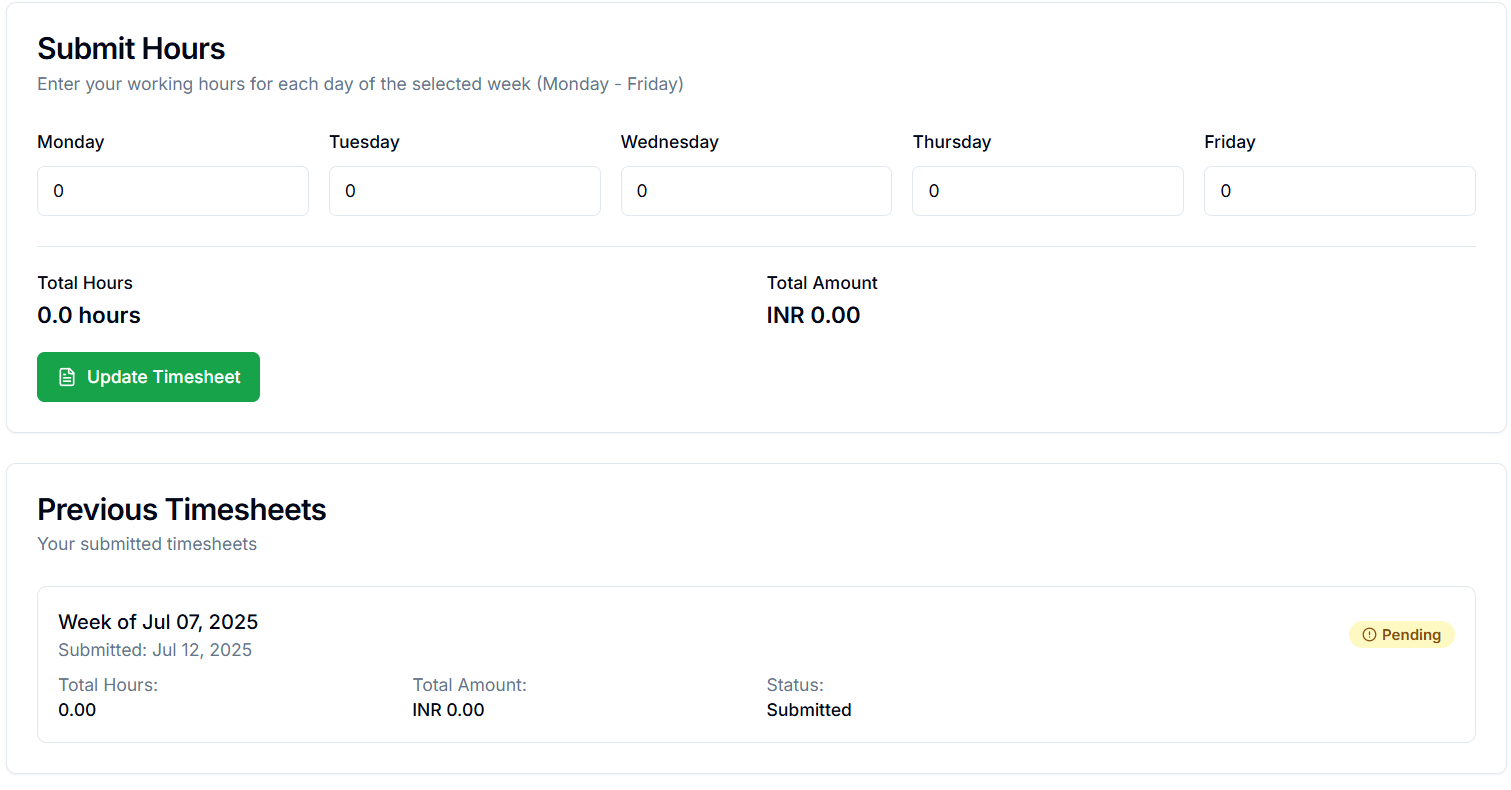 Submit Hours
Enter your working hours for each day of the selected week (Monday - Friday)
Monday Tuesday Wednesday Thursday Friday
0 0 0 0 0
Total Hours Total Amount
0.0 hours INR 0.00
Update Timesheet
Previous Timesheets
Your submitted timesheets
Week of Jul 07, 2025
Pending
Submitted: Jul 12, 2025
Total Hours: Total Amount: Status:
0.00 INR 0.00 Submitted